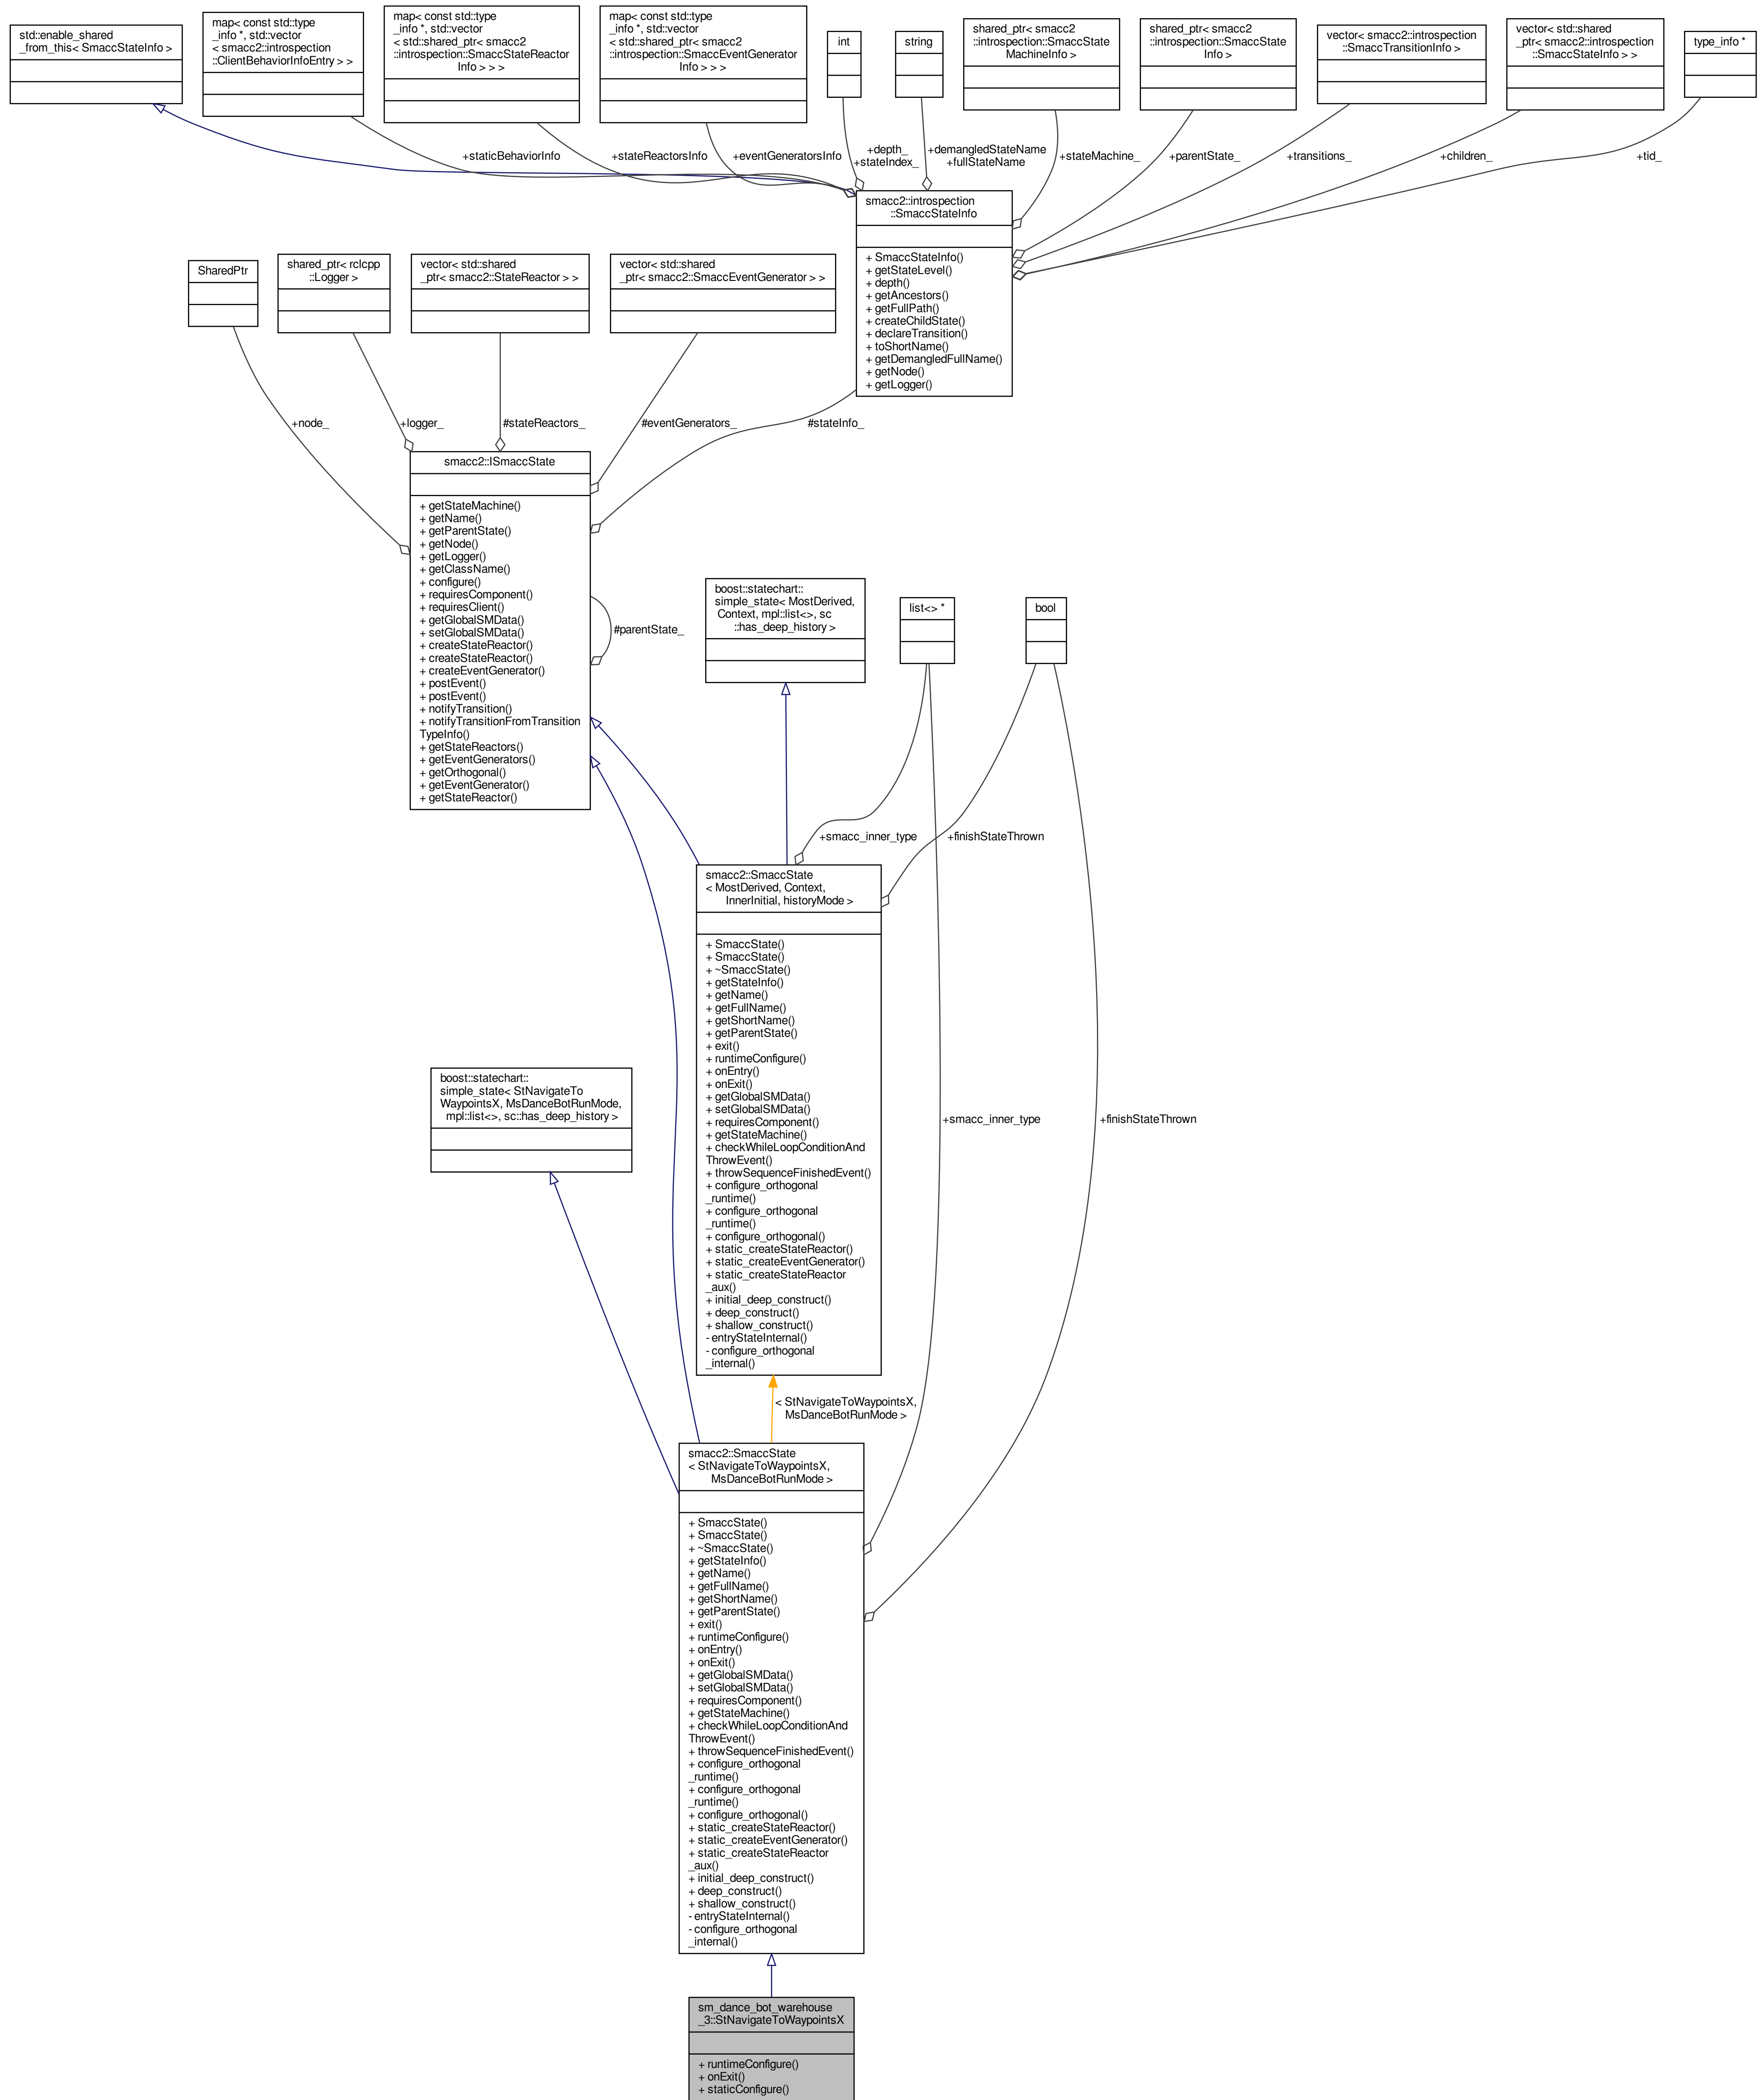 std::enable_shared
_from_this< SmaccStateInfo >
map< const std::type
_info *, std::vector
< smacc2::introspection
::ClientBehaviorInfoEntry > >
map< const std::type
_info *, std::vector
< std::shared_ptr< smacc2
::introspection::SmaccStateReactor
Info > > >
map< const std::type
_info *, std::vector
< std::shared_ptr< smacc2
::introspection::SmaccEventGenerator
Info > > >
int
string
shared_ptr< smacc2
::introspection::SmaccState
MachineInfo >
shared_ptr< smacc2
::introspection::SmaccState
Info >
vector< smacc2::introspection
::SmaccTransitionInfo >
vector< std::shared
_ptr< smacc2::introspection
::SmaccStateInfo > >
type_info *
+staticBehaviorInfo
+stateReactorsInfo
+eventGeneratorsInfo
+depth_
+stateIndex_
+demangledStateName
+fullStateName
+stateMachine_
+parentState_
+transitions_
+children_
+tid_
smacc2::introspection
::SmaccStateInfo
+ SmaccStateInfo()
+ getStateLevel()
+ depth()
+ getAncestors()
+ getFullPath()
+ createChildState()
+ declareTransition()
+ toShortName()
+ getDemangledFullName()
+ getNode()
+ getLogger()
SharedPtr
shared_ptr< rclcpp
::Logger >
vector< std::shared
_ptr< smacc2::StateReactor > >
vector< std::shared
_ptr< smacc2::SmaccEventGenerator > >
+node_
+logger_
#stateReactors_
#eventGenerators_
#stateInfo_
smacc2::ISmaccState
+ getStateMachine()
+ getName()
+ getParentState()
+ getNode()
+ getLogger()
+ getClassName()
+ configure()
+ requiresComponent()
+ requiresClient()
+ getGlobalSMData()
+ setGlobalSMData()
+ createStateReactor()
+ createStateReactor()
+ createEventGenerator()
+ postEvent()
+ postEvent()
+ notifyTransition()
+ notifyTransitionFromTransition
TypeInfo()
+ getStateReactors()
+ getEventGenerators()
+ getOrthogonal()
+ getEventGenerator()
+ getStateReactor()
#parentState_
boost::statechart::
simple_state< MostDerived,
Context, mpl::list<>, sc
::has_deep_history >
list<> *
bool
+smacc_inner_type
+finishStateThrown
smacc2::SmaccState
< MostDerived, Context,
InnerInitial, historyMode >
+ SmaccState()
+ SmaccState()
+ ~SmaccState()
+ getStateInfo()
+ getName()
+ getFullName()
+ getShortName()
+ getParentState()
+ exit()
+ runtimeConfigure()
+ onEntry()
+ onExit()
+ getGlobalSMData()
+ setGlobalSMData()
+ requiresComponent()
+ getStateMachine()
+ checkWhileLoopConditionAnd
ThrowEvent()
+ throwSequenceFinishedEvent()
+ configure_orthogonal
_runtime()
+ configure_orthogonal
_runtime()
+ configure_orthogonal()
+ static_createStateReactor()
+ static_createEventGenerator()
+ static_createStateReactor
_aux()
+ initial_deep_construct()
+ deep_construct()
+ shallow_construct()
- entryStateInternal()
- configure_orthogonal
_internal()
boost::statechart::
simple_state< StNavigateTo
WaypointsX, MsDanceBotRunMode,
mpl::list<>, sc::has_deep_history >
+smacc_inner_type
+finishStateThrown
< StNavigateToWaypointsX,
MsDanceBotRunMode >
smacc2::SmaccState
< StNavigateToWaypointsX,
MsDanceBotRunMode >
+ SmaccState()
+ SmaccState()
+ ~SmaccState()
+ getStateInfo()
+ getName()
+ getFullName()
+ getShortName()
+ getParentState()
+ exit()
+ runtimeConfigure()
+ onEntry()
+ onExit()
+ getGlobalSMData()
+ setGlobalSMData()
+ requiresComponent()
+ getStateMachine()
+ checkWhileLoopConditionAnd
ThrowEvent()
+ throwSequenceFinishedEvent()
+ configure_orthogonal
_runtime()
+ configure_orthogonal
_runtime()
+ configure_orthogonal()
+ static_createStateReactor()
+ static_createEventGenerator()
+ static_createStateReactor
_aux()
+ initial_deep_construct()
+ deep_construct()
+ shallow_construct()
- entryStateInternal()
- configure_orthogonal
_internal()
sm_dance_bot_warehouse
_3::StNavigateToWaypointsX
+ runtimeConfigure()
+ onExit()
+ staticConfigure()